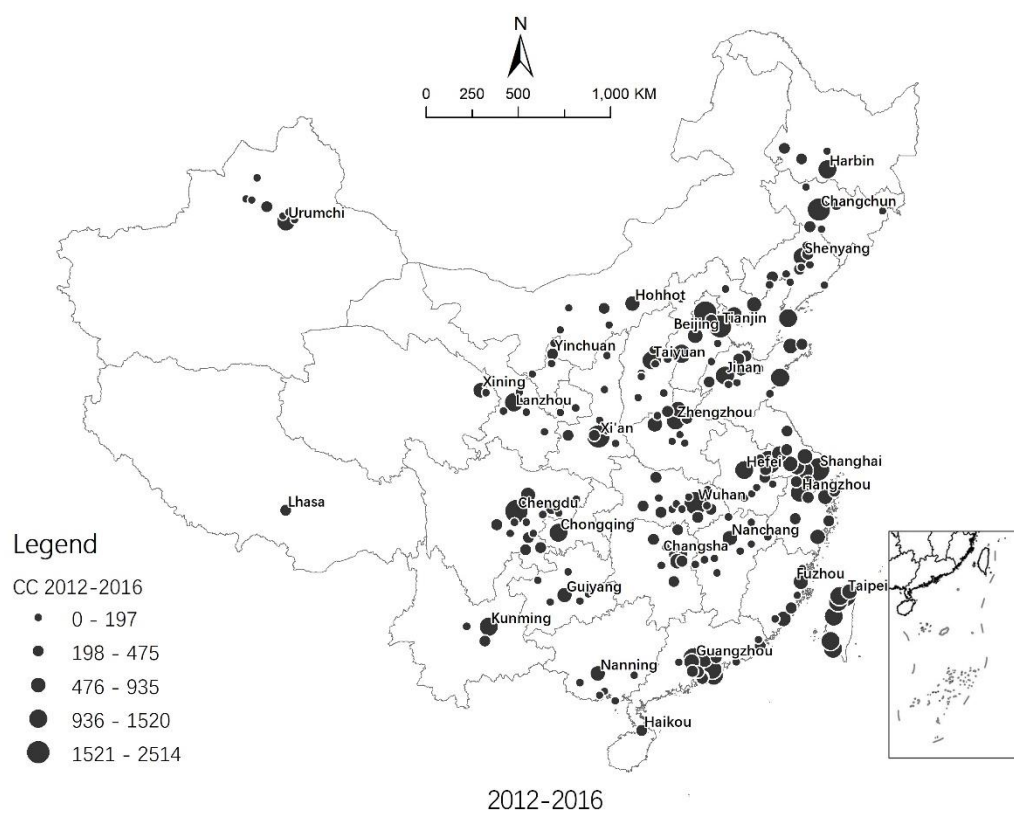 N
0 250 500 1,000 KM
Harbin
Changchun
Urumchi
Shenyang
Hohhot
Tianjin
Beijing
Yinchuan
Taiyuan
Jinan
Xining
Lanzhou
Zhengzhou
Xi'an
Hefei
Shanghai
Hangzhou
Lhasa
Chengdu
Wuhan
Chongqing
Nanchang
Changsha
Legend
CC 2012-2016
0 - 197
198 - 475
476 - 935
936 - 1520
1521 - 2514
Guiyang
Fuzhou
Taipei
Kunming
Guangzhou
Nanning
Haikou
2012-2016